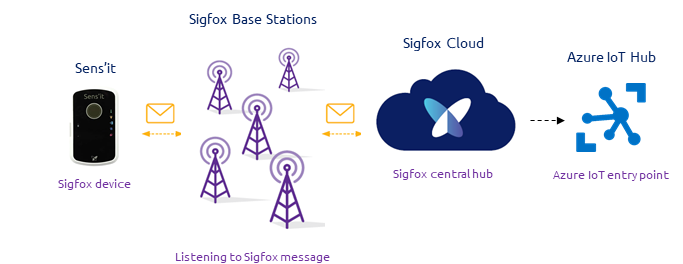 Sens'it
Sens'it
Sigfox device
Sigfox Base Stations
Listening to Sigfox message
Sigfox Cloud
Sigfox central hub
Azure IoT Hub
Azure IoT entry point